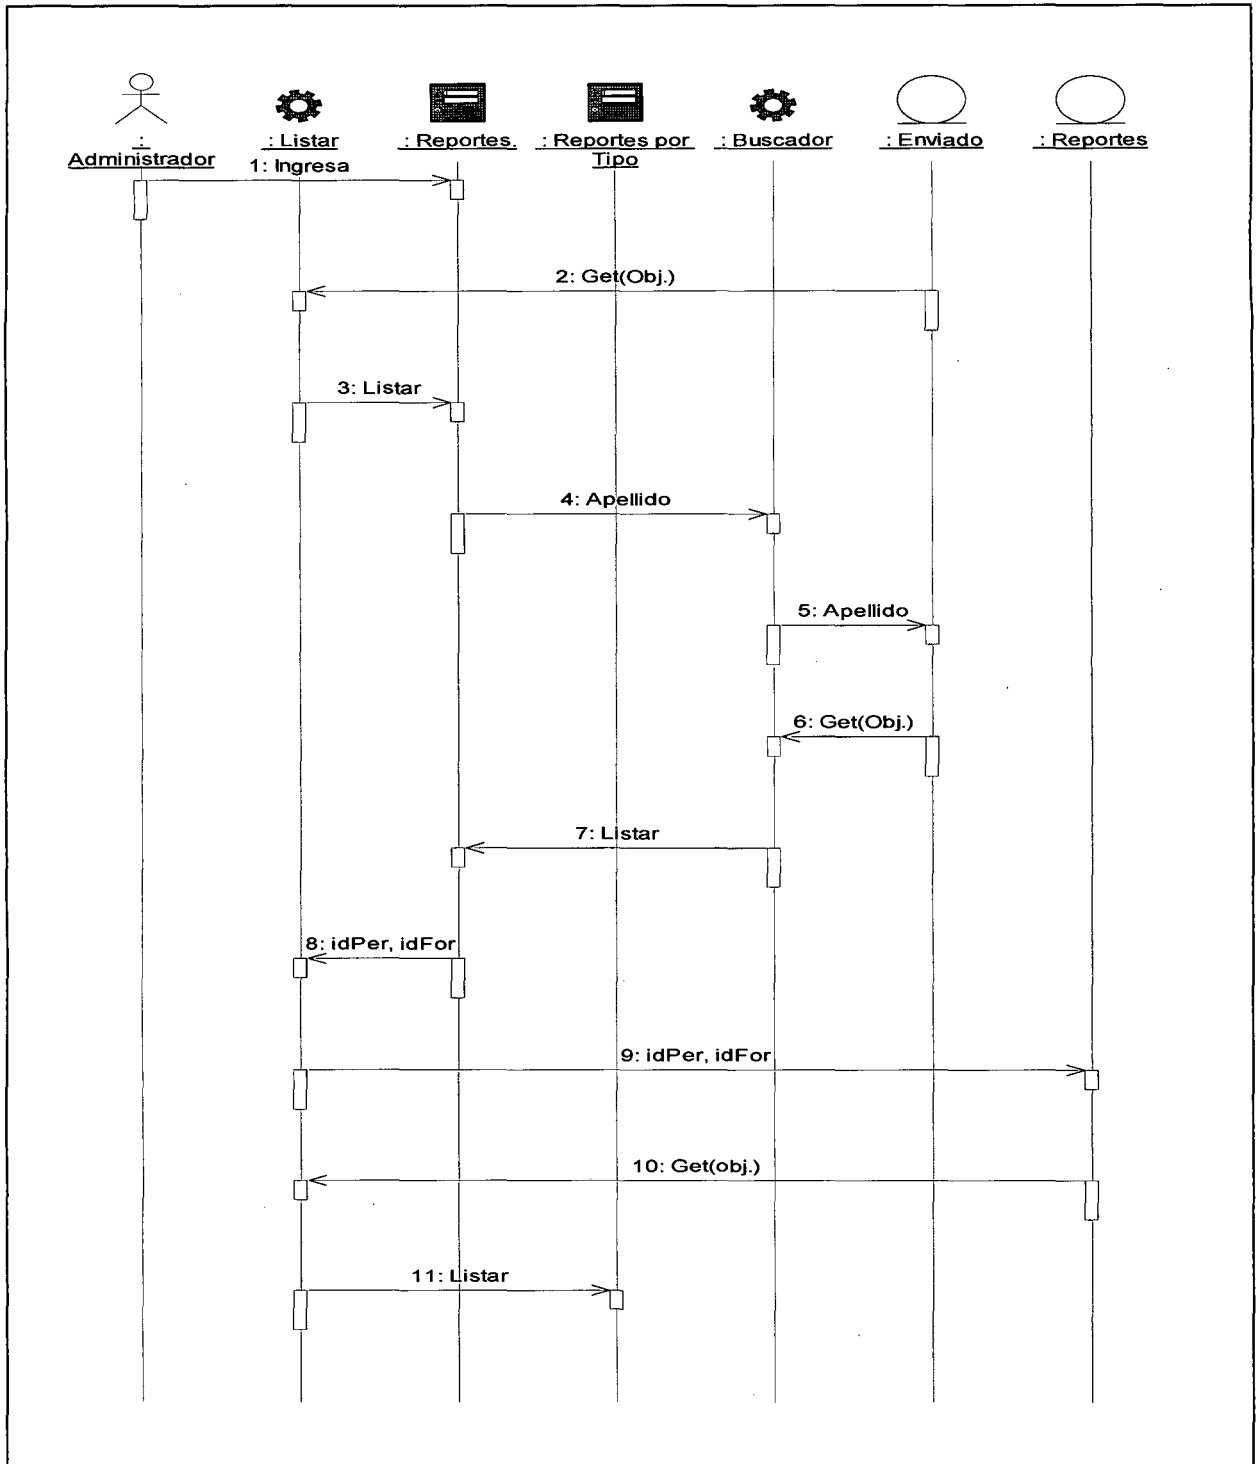 :
Administrador
: Listar
: Reportes.
: Reportes por
Tipo
: Buscador
: Enviado
: Reportes
1: Ingresa
2: Get(Obj.)
3: Listar
4: Apellido
5: Apellido
6: Get(Obj.)
7: Listar
8: idPer, idFor
9: idPer, idFor
10: Get(obj.)
11: Listar